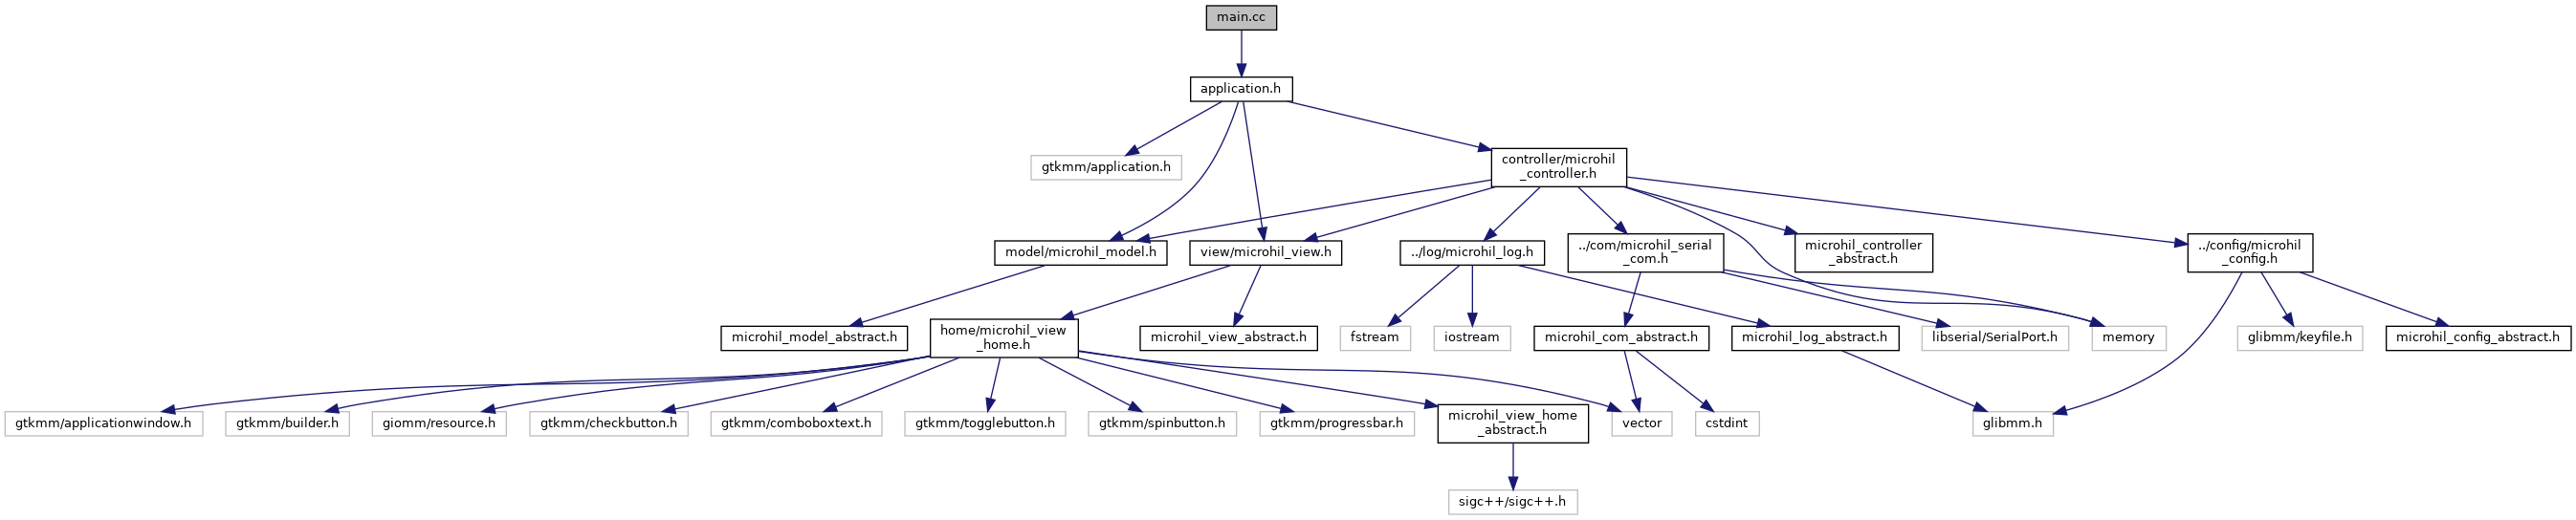 main.cc
application.h
gtkmm/application.h
controller/microhil
_controller.h
model/microhil_model.h
view/microhil_view.h
../log/microhil_log.h
../com/microhil_serial
_com.h
microhil_controller
_abstract.h
../config/microhil
_config.h
microhil_model_abstract.h
home/microhil_view
_home.h
microhil_view_abstract.h
fstream
iostream
microhil_com_abstract.h
microhil_log_abstract.h
libserial/SerialPort.h
memory
glibmm/keyfile.h
microhil_config_abstract.h
gtkmm/applicationwindow.h
gtkmm/builder.h
giomm/resource.h
gtkmm/checkbutton.h
gtkmm/comboboxtext.h
gtkmm/togglebutton.h
gtkmm/spinbutton.h
gtkmm/progressbar.h
microhil_view_home
_abstract.h
vector
cstdint
glibmm.h
sigc++/sigc++.h